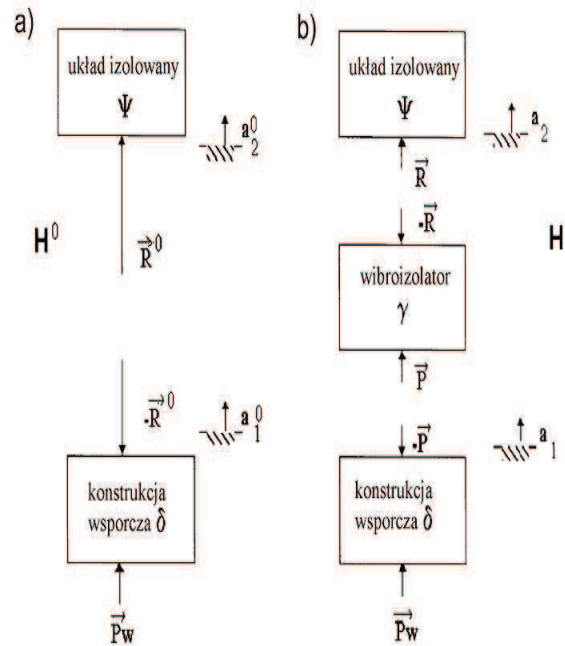 a)
układ izolowany
Ψ
a⁰₂
H⁰
R⁰
-R⁰
a⁰₁
konstrukcja
wsporcza δ
Pw
b)
układ izolowany
Ψ
a₂
R
-R
H
wibroizolator
γ
P
-P
a₁
konstrukcja
wsporcza δ
Pw